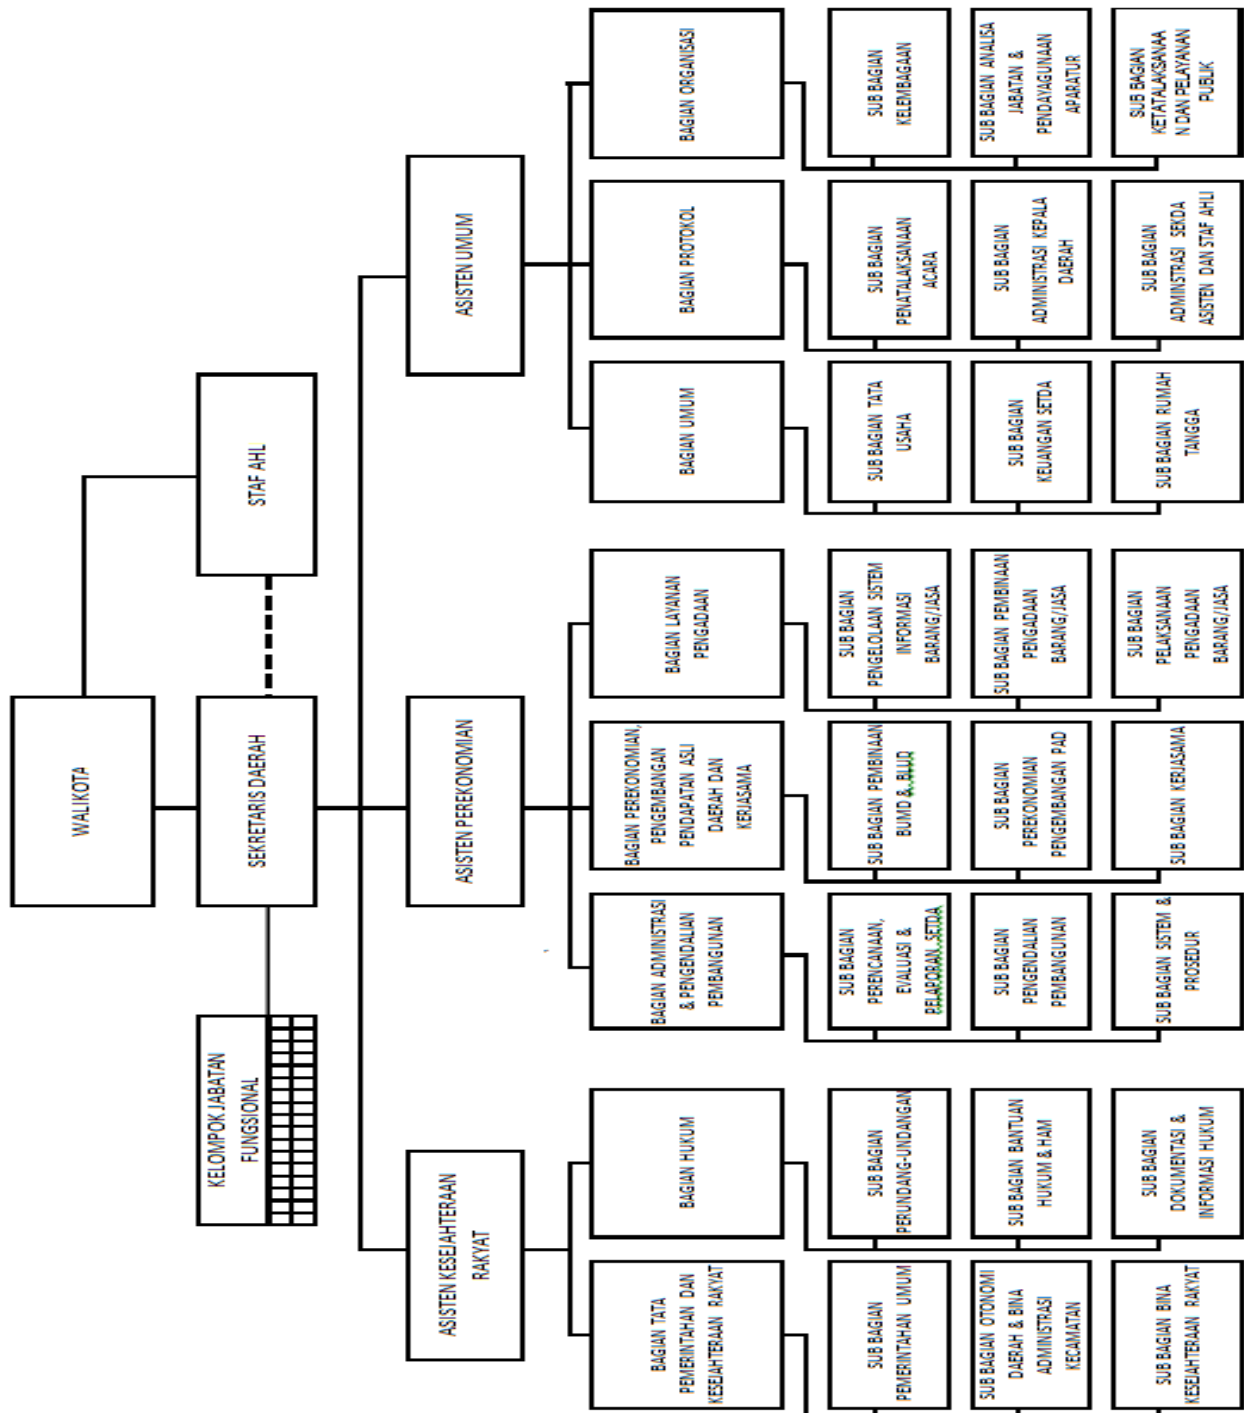 WALIKOTA
SEKRETARIS DAERAH
STAF AHL
KELOMPOK JABATAN
FUNGSIONAL
ASISTEN KESEJAHTERAAN
RAKYAT
ASISTEN PEREKONOMIAN
ASISTEN UMUM
BAGIAN TATA
PEMERINTAHAN DAN
KESEJAHTERAAN RAKYAT
BAGIAN HUKUM
BAGIAN ADMINISTRASI
& PENGENDALIAN
PEMBANGUNAN
BAGIAN PEREKONOMIAN,
PENGEMBANGAN
PENDAPATAN ASLI
DAERAH DAN
KERJASAMA
BAGIAN LAYANAN
PENGADAAN
BAGIAN UMUM
BAGIAN PROTOKOL
BAGIAN ORGANISASI
SUB BAGIAN
PEMERINTAHAN UMUM
SUB BAGIAN
PERUNDANG-UNDANGAN
SUB BAGIAN
PERENCANAAN,
EVALUASI &
PELAPORAN SETDA
SUB BAGIAN PEMBINAAN
BUMD & BLUD
SUB BAGIAN
PENGELOLAAN SISTEM
INFORMASI
BARANG/JASA
SUB BAGIAN TATA
USAHA
SUB BAGIAN
PENATALAKSANAAN
ACARA
SUB BAGIAN
KELEMBAGAAN
SUB BAGIAN OTONOMI
DAERAH & BINA
ADMINISTRASI
KECAMATAN
SUB BAGIAN BANTUAN
HUKUM & HAM
SUB BAGIAN
PENGENDALIAN
PEMBANGUNAN
SUB BAGIAN
PEREKONOMIAN
PENGEMBANGAN PAD
SUB BAGIAN PEMBINAAN
PENGADAAN
BARANG/JASA
SUB BAGIAN
KEUANGAN SETDA
SUB BAGIAN
ADMINISTRASI KEPALA
DAERAH
SUB BAGIAN ANALISA
JABATAN &
PENDAYAGUNAAN
APARATUR
SUB BAGIAN BINA
KESEJAHTERAAN RAKYAT
SUB BAGIAN
DOKUMENTASI &
INFORMASI HUKUM
SUB BAGIAN SISTEM &
PROSEDUR
SUB BAGIAN KERJASAMA
SUB BAGIAN
PELAKSANAAN
PENGADAAN
BARANG/JASA
SUB BAGIAN RUMAH
TANGGA
SUB BAGIAN
ADMINSTRASI SEKDA
ASISTEN DAN STAF AHLI
SUB BAGIAN
KETATALAKSANAA
N DAN PELAYANAN
PUBLIK